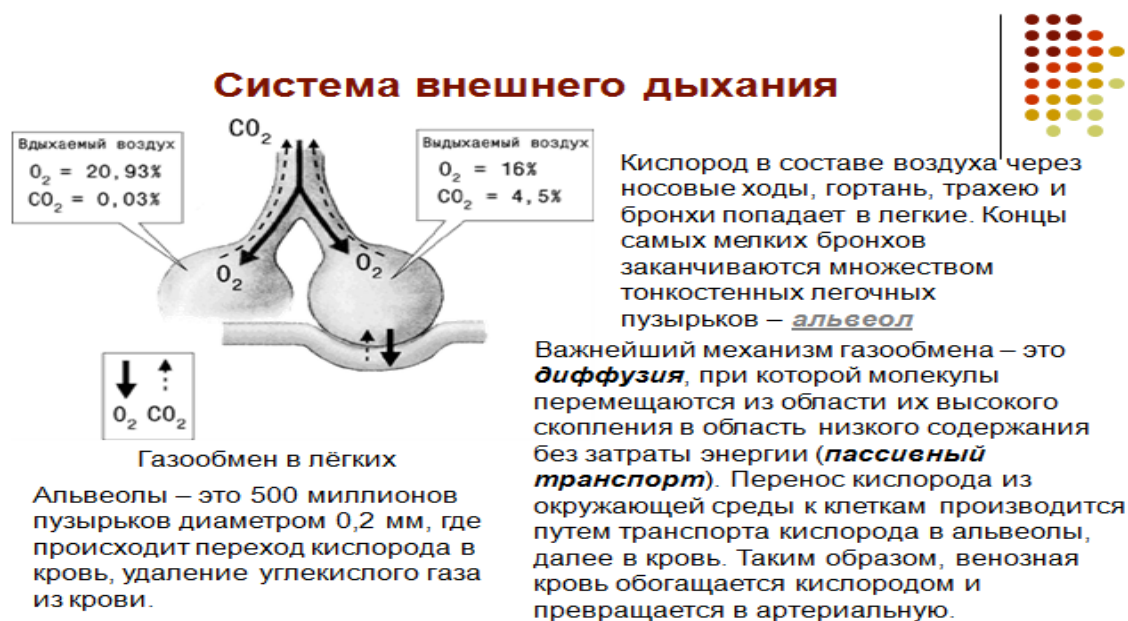 Система внешнего дыхания
CO2
Вдыхаемый воздух
O2 = 20,93%
CO2 = 0,03%
Выдыхаемый воздух
O2 = 16%
CO2 = 4,5%
O2
O2
O2 CO2
Газообмен в лёгких
Альвеолы – это 500 миллионов
пузырьков диаметром 0,2 мм, где
происходит переход кислорода в
кровь, удаление углекислого газа
из крови.
Кислород в составе воздуха через
носовые ходы, гортань, трахею и
бронхи попадает в легкие. Концы
самых мелких бронхов
заканчиваются множеством
тонкостенных легочных
пузырьков – альвеол
Важнейший механизм газообмена – это
диффузия, при которой молекулы
перемещаются из области их высокого
скопления в область низкого содержания
без затраты энергии (пассивный
транспорт). Перенос кислорода из
окружающей среды к клеткам производится
путем транспорта кислорода в альвеолы,
далее в кровь. Таким образом, венозная
кровь обогащается кислородом и
превращается в артериальную.